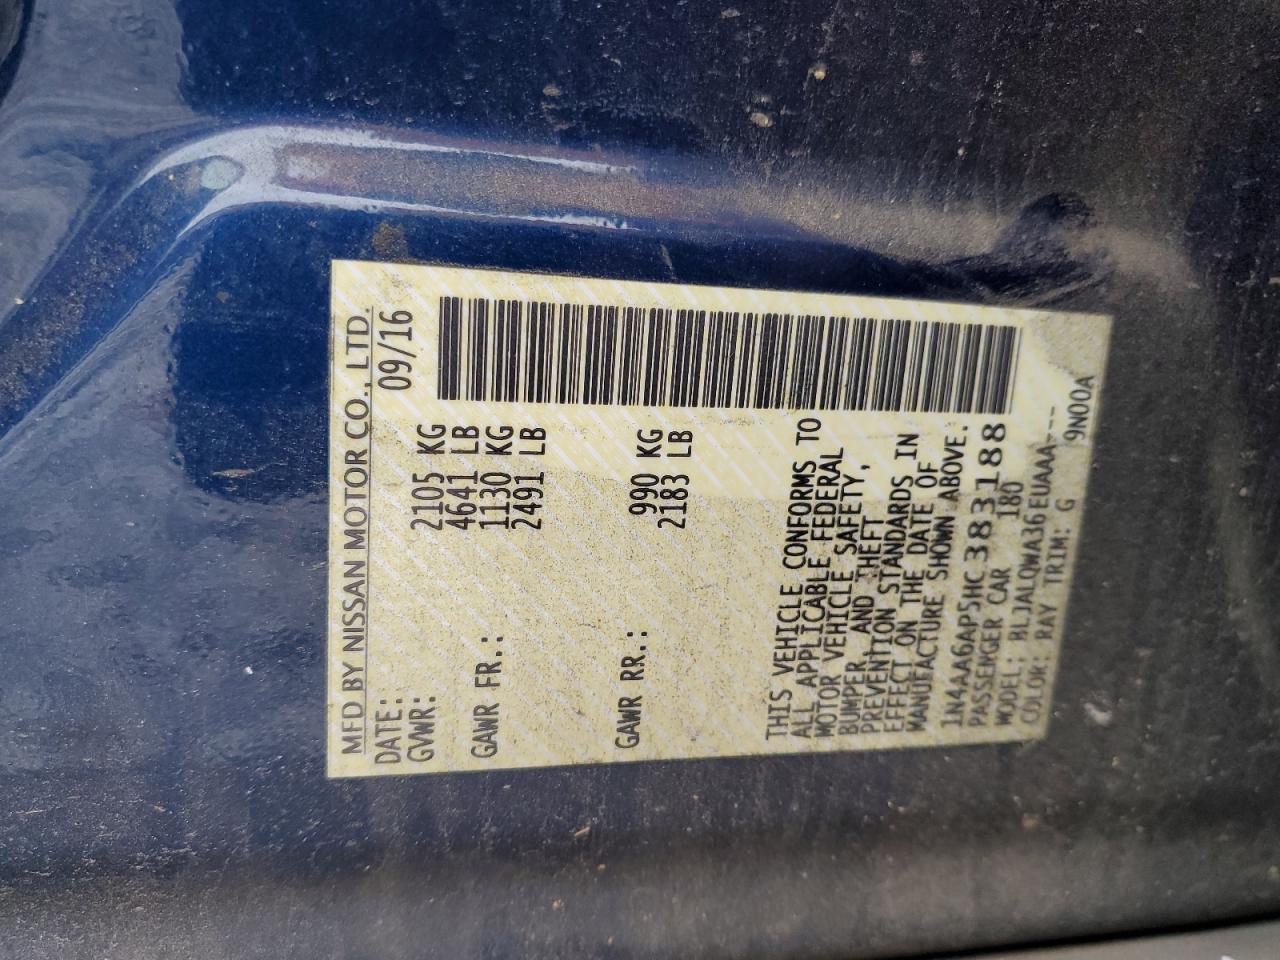 MFD BY NISSAN MOTOR CO., LTD.
DATE: 09/16
GVWR: 2105 KG
4641 LB
GAWR FR.: 1130 KG
2491 LB
GAWR RR.: 990 KG
2183 LB
THIS VEHICLE CONFORMS TO
ALL APPLICABLE FEDERAL
MOTOR VEHICLE SAFETY,
BUMPER, AND THEFT
PREVENTION STANDARDS IN
EFFECT ON THE DATE OF
MANUFACTURE SHOWN ABOVE.
1N4AA6AP5HC383188
PASSENGER CAR 180
MODEL: BLJALQWA36EUAAA---
COLOR: RAY TRIM: G 9N00A